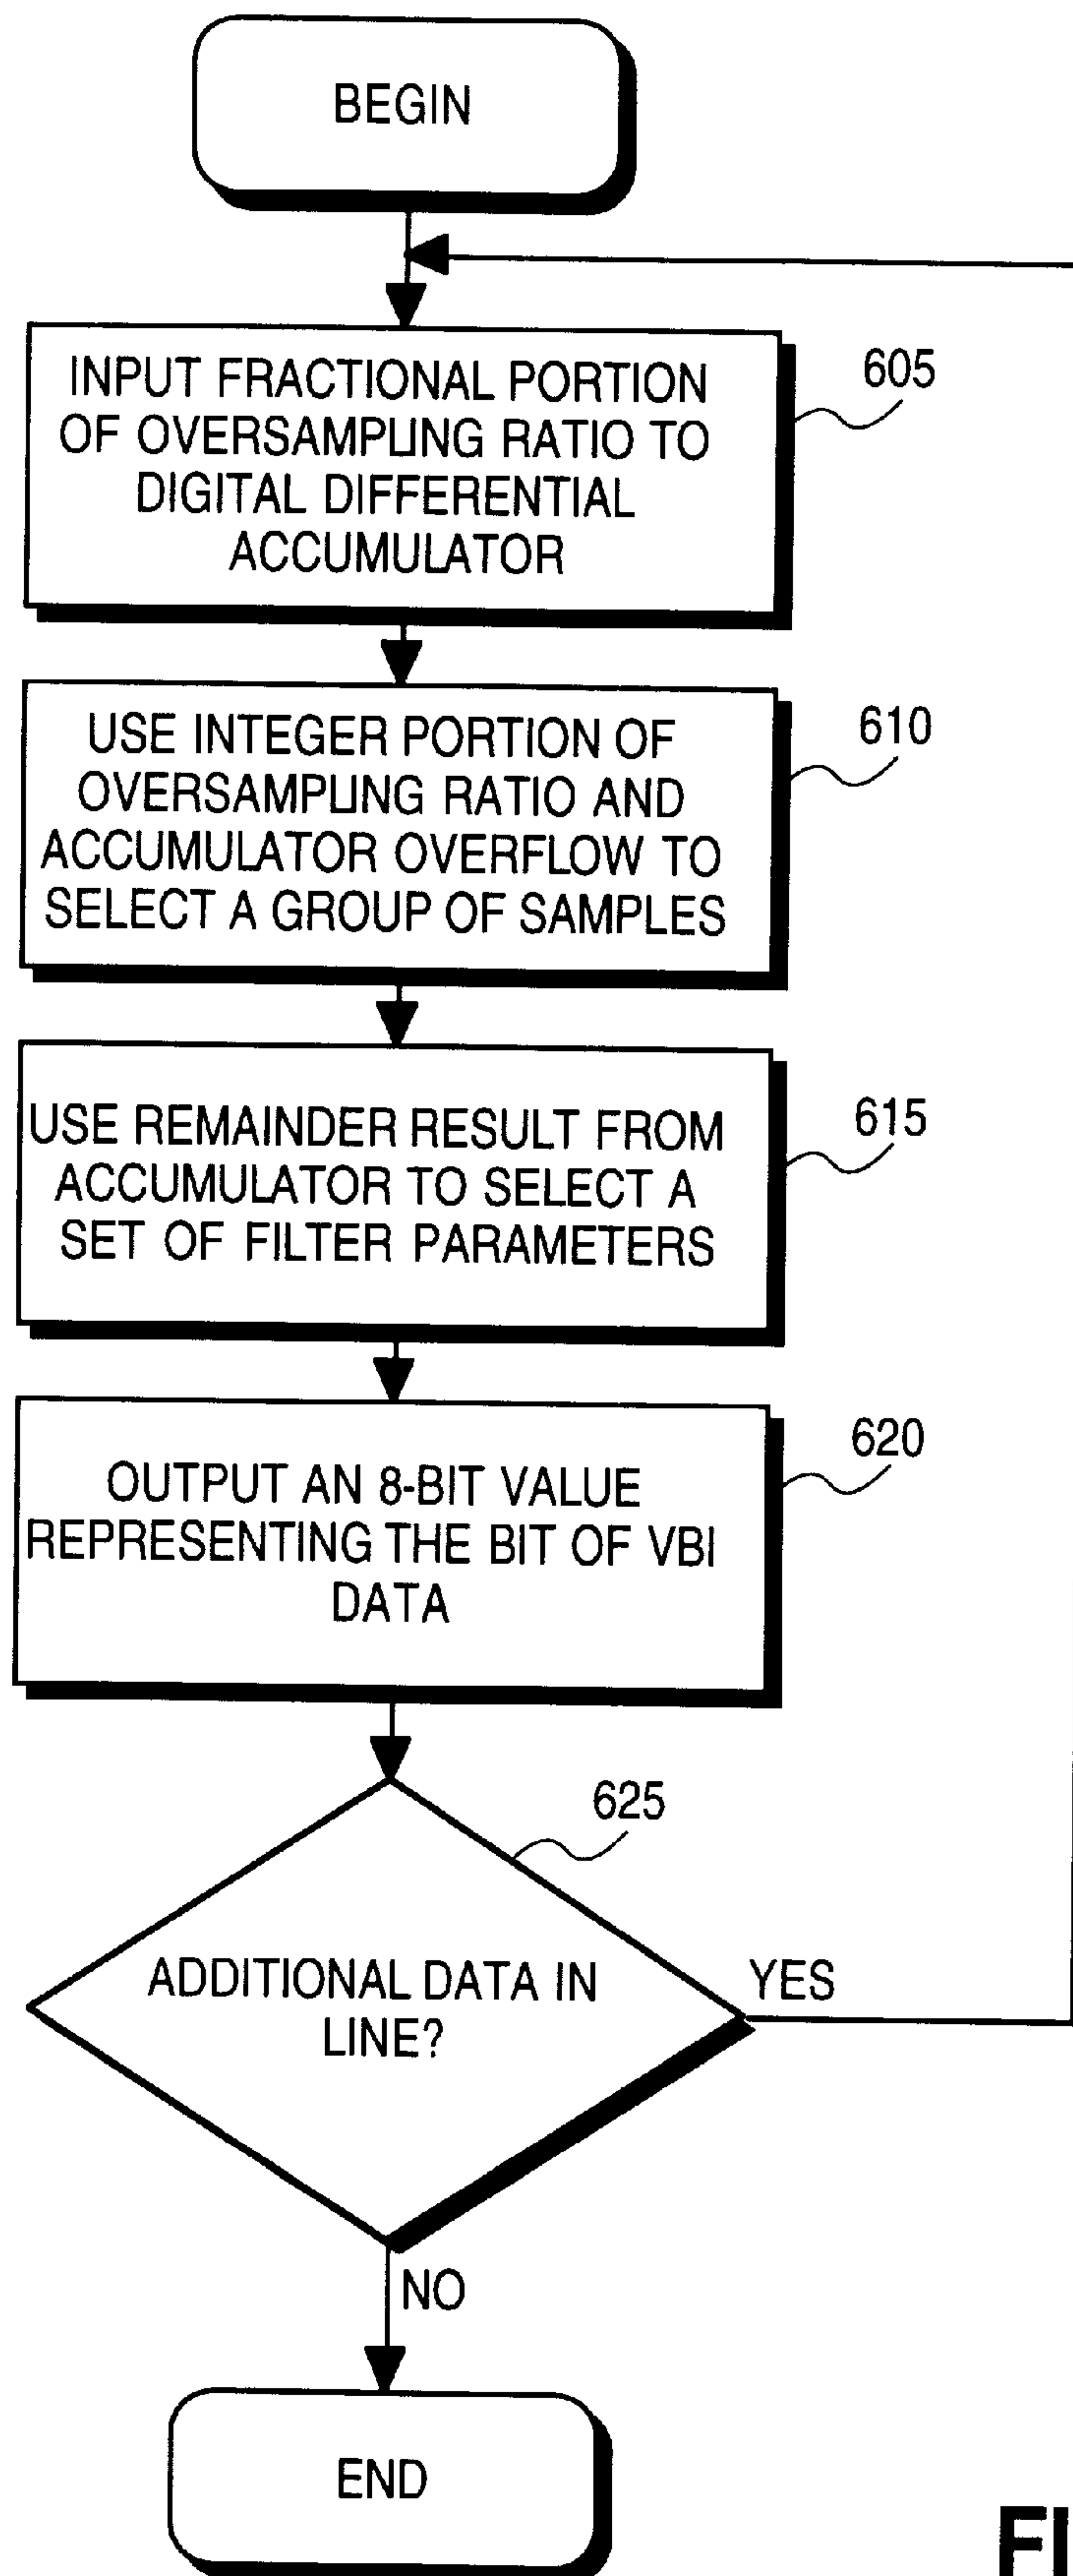 BEGIN
INPUT FRACTIONAL PORTION
OF OVERSAMPLING RATIO TO
DIGITAL DIFFERENTIAL
ACCUMULATOR
605
USE INTEGER PORTION OF
OVERSAMPLING RATIO AND
ACCUMULATOR OVERFLOW TO
SELECT A GROUP OF SAMPLES
610
USE REMAINDER RESULT FROM
ACCUMULATOR TO SELECT A
SET OF FILTER PARAMETERS
615
OUTPUT AN 8-BIT VALUE
REPRESENTING THE BIT OF VBI
DATA
620
625
ADDITIONAL DATA IN
LINE?
YES
NO
END